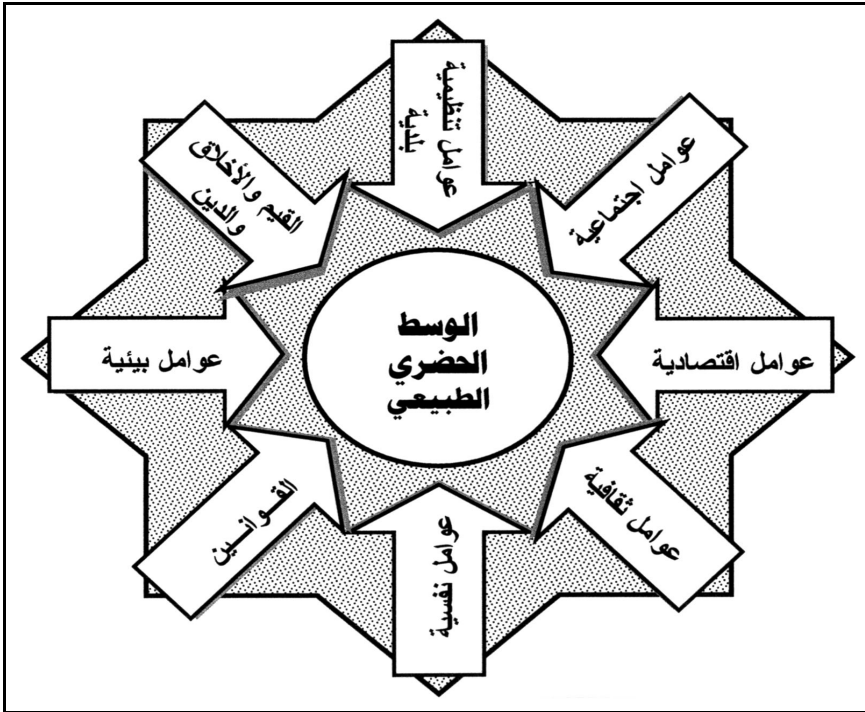 عوامل تنظيمية
بلدية
عوامل اجتماعية
عوامل اقتصادية
عوامل ثقافية
عوامل نفسية
القوانين
عوامل بيئية
القيم والأخلاق
والدين
الوسط
الحضري
الطبيعي